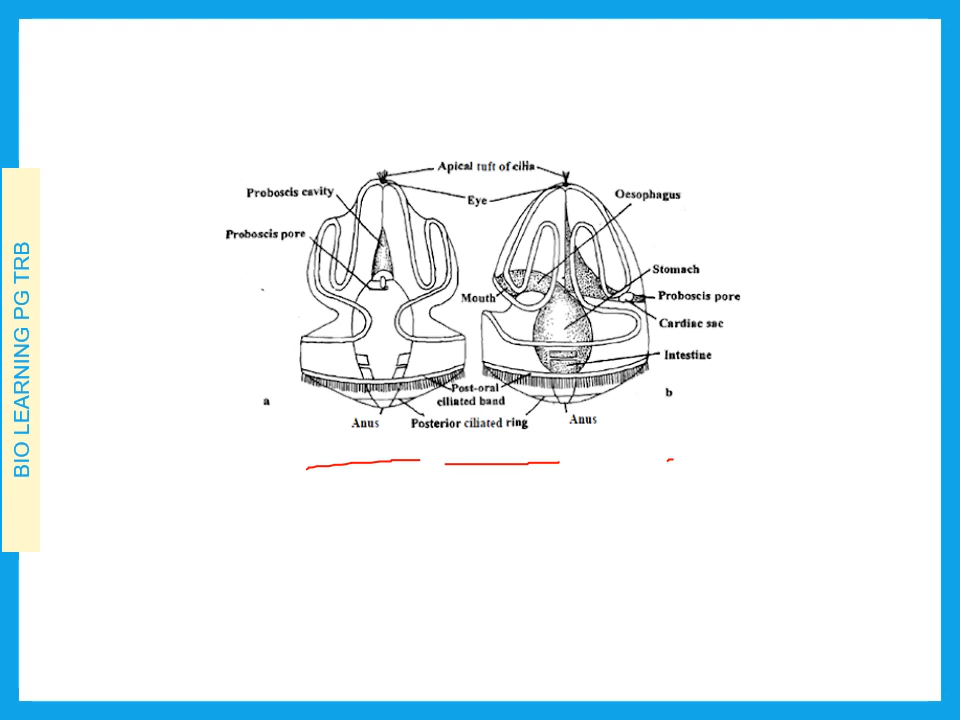 BIO LEARNING PG TRB
Apical tuft of cilia
Proboscis cavity
Eye
Oesophagus
Proboscis pore
Stomach
Mouth
Proboscis pore
Cardiac sac
Intestine
Post-oral
ciliated band
a
b
Anus
Posterior ciliated ring
Anus